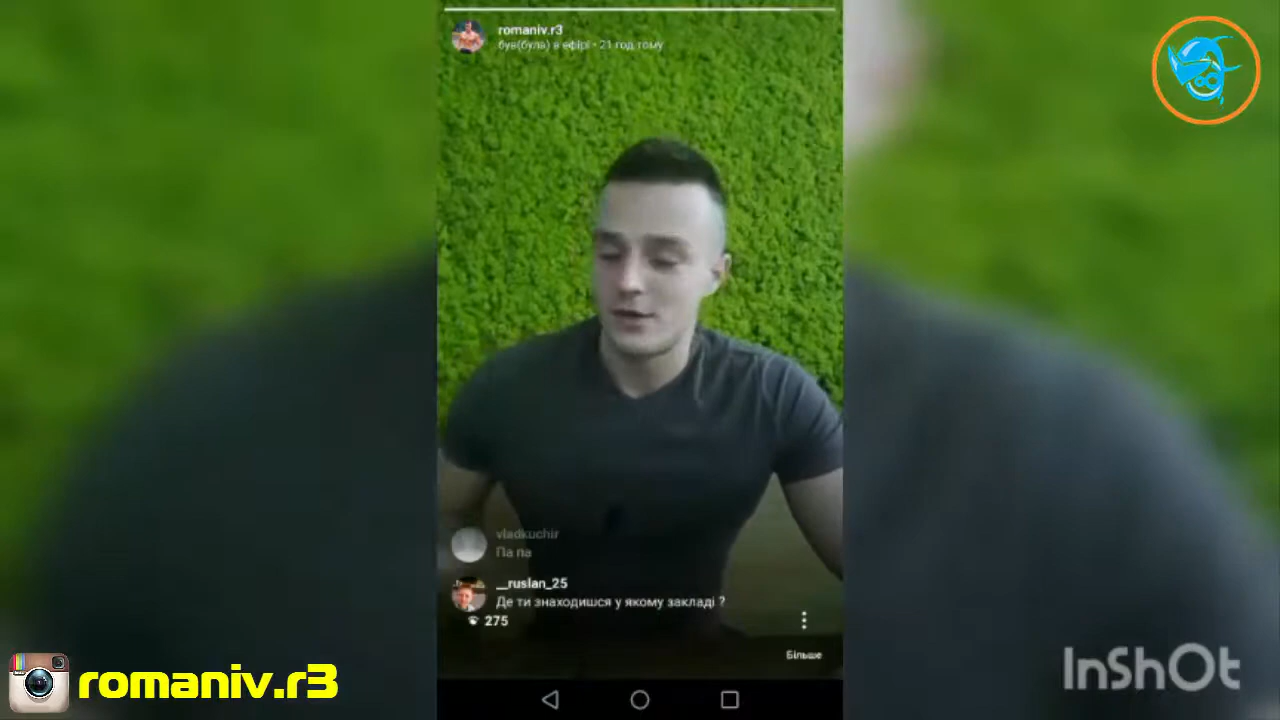 romaniv.r3
був(була) в ефірі • 21 год тому
vladkuchir
Па па
__ruslan_25
Де ти знаходишся у якому закладі ?
275
Більше
romaniv.r3
InShOt